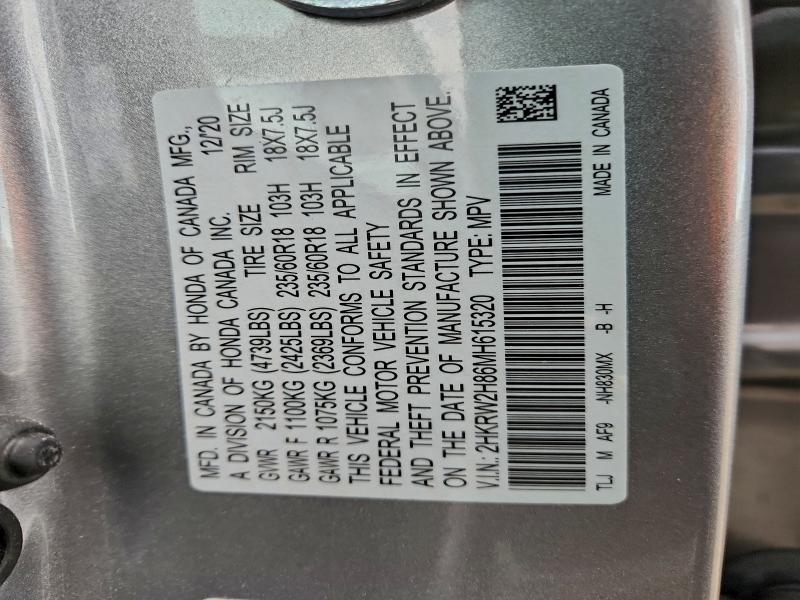 MFD. IN CANADA BY HONDA OF CANADA MFG.,
A DIVISION OF HONDA CANADA INC. 12/20
GVWR 2150KG (4739LBS) TIRE SIZE RIM SIZE
GAWR F 1100KG (2425LBS) 235/60R18 103H 18X7.5J
GAWR R 1075KG (2369LBS) 235/60R18 103H 18X7.5J
THIS VEHICLE CONFORMS TO ALL APPLICABLE
FEDERAL MOTOR VEHICLE SAFETY
AND THEFT PREVENTION STANDARDS IN EFFECT
ON THE DATE OF MANUFACTURE SHOWN ABOVE.
V.I.N.: 2HKRW2H86MH615320 TYPE: MPV
TLJ M AF9 -NH830MX -B -H MADE IN CANADA